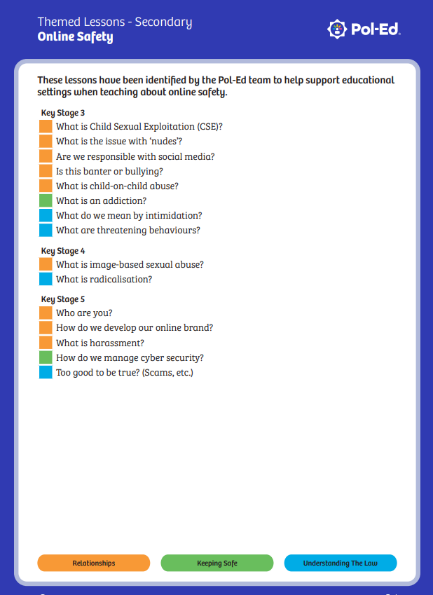 Themed Lessons - Secondary
Online Safety
Pol-Ed.
These lessons have been identified by the Pol-Ed team to help support educational
settings when teaching about online safety.
Key Stage 3
What is Child Sexual Exploitation (CSE)?
What is the issue with 'nudes'?
Are we responsible with social media?
Is this banter or bullying?
What is child-on-child abuse?
What is an addiction?
What do we mean by intimidation?
What are threatening behaviours?
Key Stage 4
What is image-based sexual abuse?
What is radicalisation?
Key Stage 5
Who are you?
How do we develop our online brand?
What is harassment?
How do we manage cyber security?
Too good to be true? (Scams, etc.)
Relationships
Keeping Safe
Understanding The Law